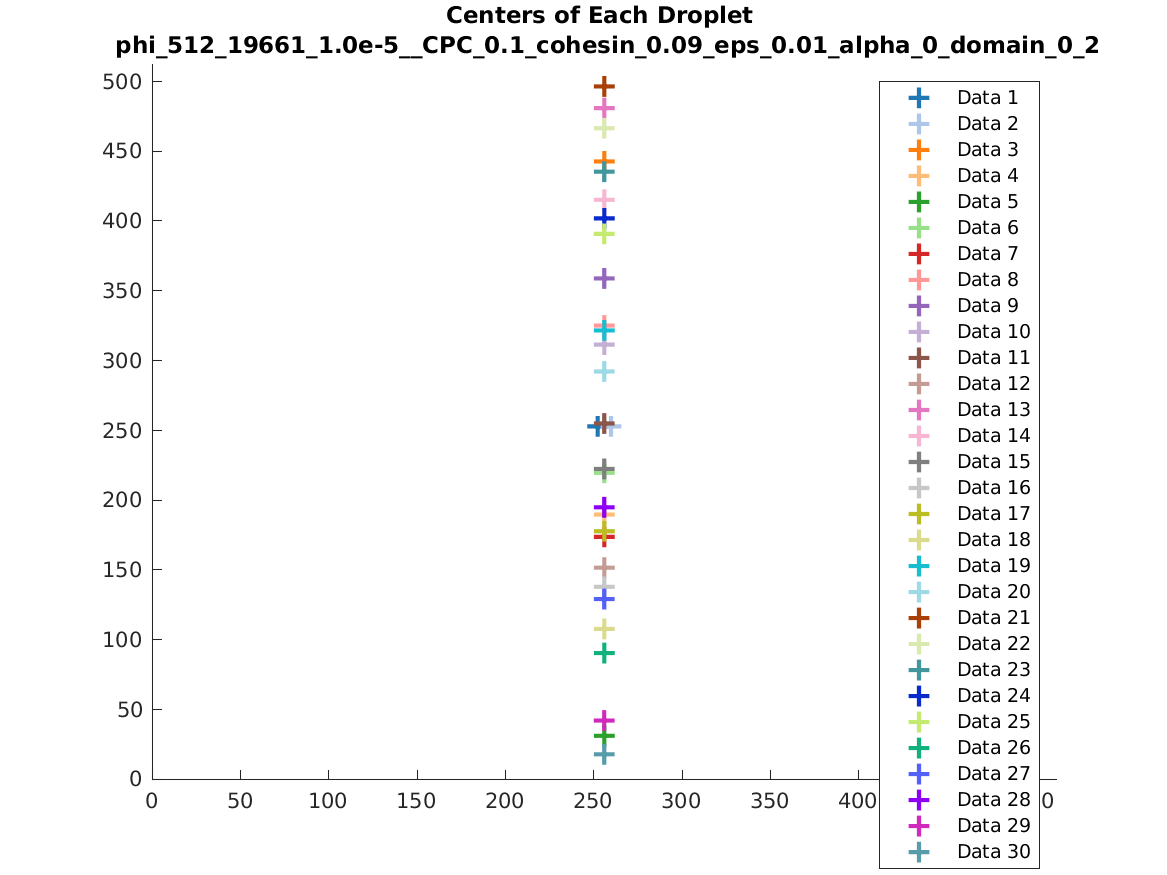 Centers of Each Droplet
phi_512_19661_1.0e-5__CPC_0.1_cohesin_0.09_eps_0.01_alpha_0_domain_0_2
500
450
400
350
300
250
200
150
100
50
0
0 50 100 150 200 250 300 350 400 0
Data 1
Data 2
Data 3
Data 4
Data 5
Data 6
Data 7
Data 8
Data 9
Data 10
Data 11
Data 12
Data 13
Data 14
Data 15
Data 16
Data 17
Data 18
Data 19
Data 20
Data 21
Data 22
Data 23
Data 24
Data 25
Data 26
Data 27
Data 28
Data 29
Data 30